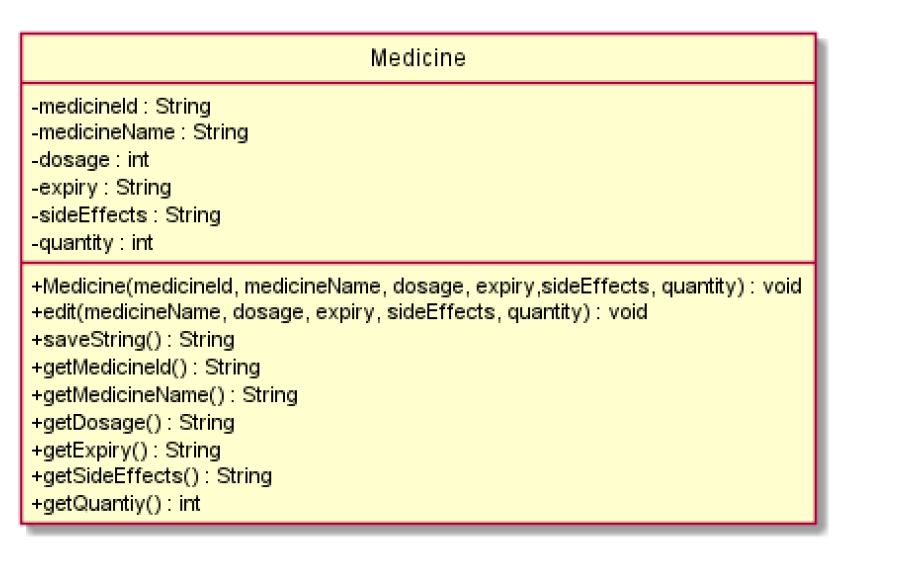 Medicine
-medicineId : String
-medicineName : String
-dosage : int
-expiry : String
-sideEffects : String
-quantity : int
+Medicine(medicineId, medicineName, dosage, expiry,sideEffects, quantity) : void
+edit(medicineName, dosage, expiry, sideEffects, quantity) : void
+saveString() : String
+getMedicineId() : String
+getMedicineName() : String
+getDosage() : String
+getExpiry() : String
+getSideEffects() : String
+getQuantiy() : int